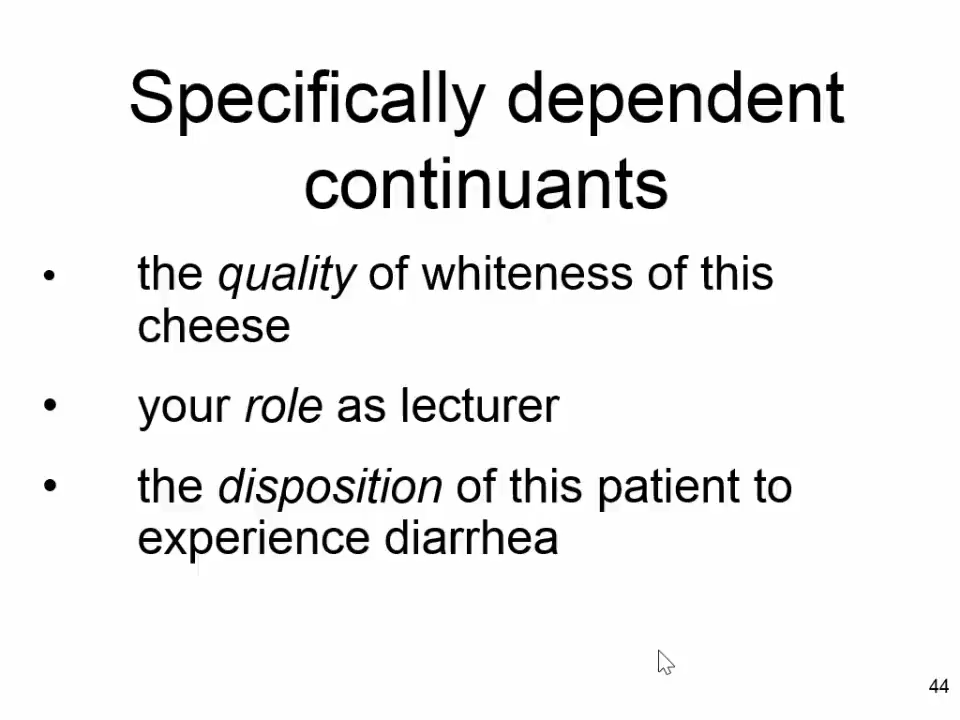 Specifically dependent
continuants
• the quality of whiteness of this
cheese
• your role as lecturer
• the disposition of this patient to
experience diarrhea
44